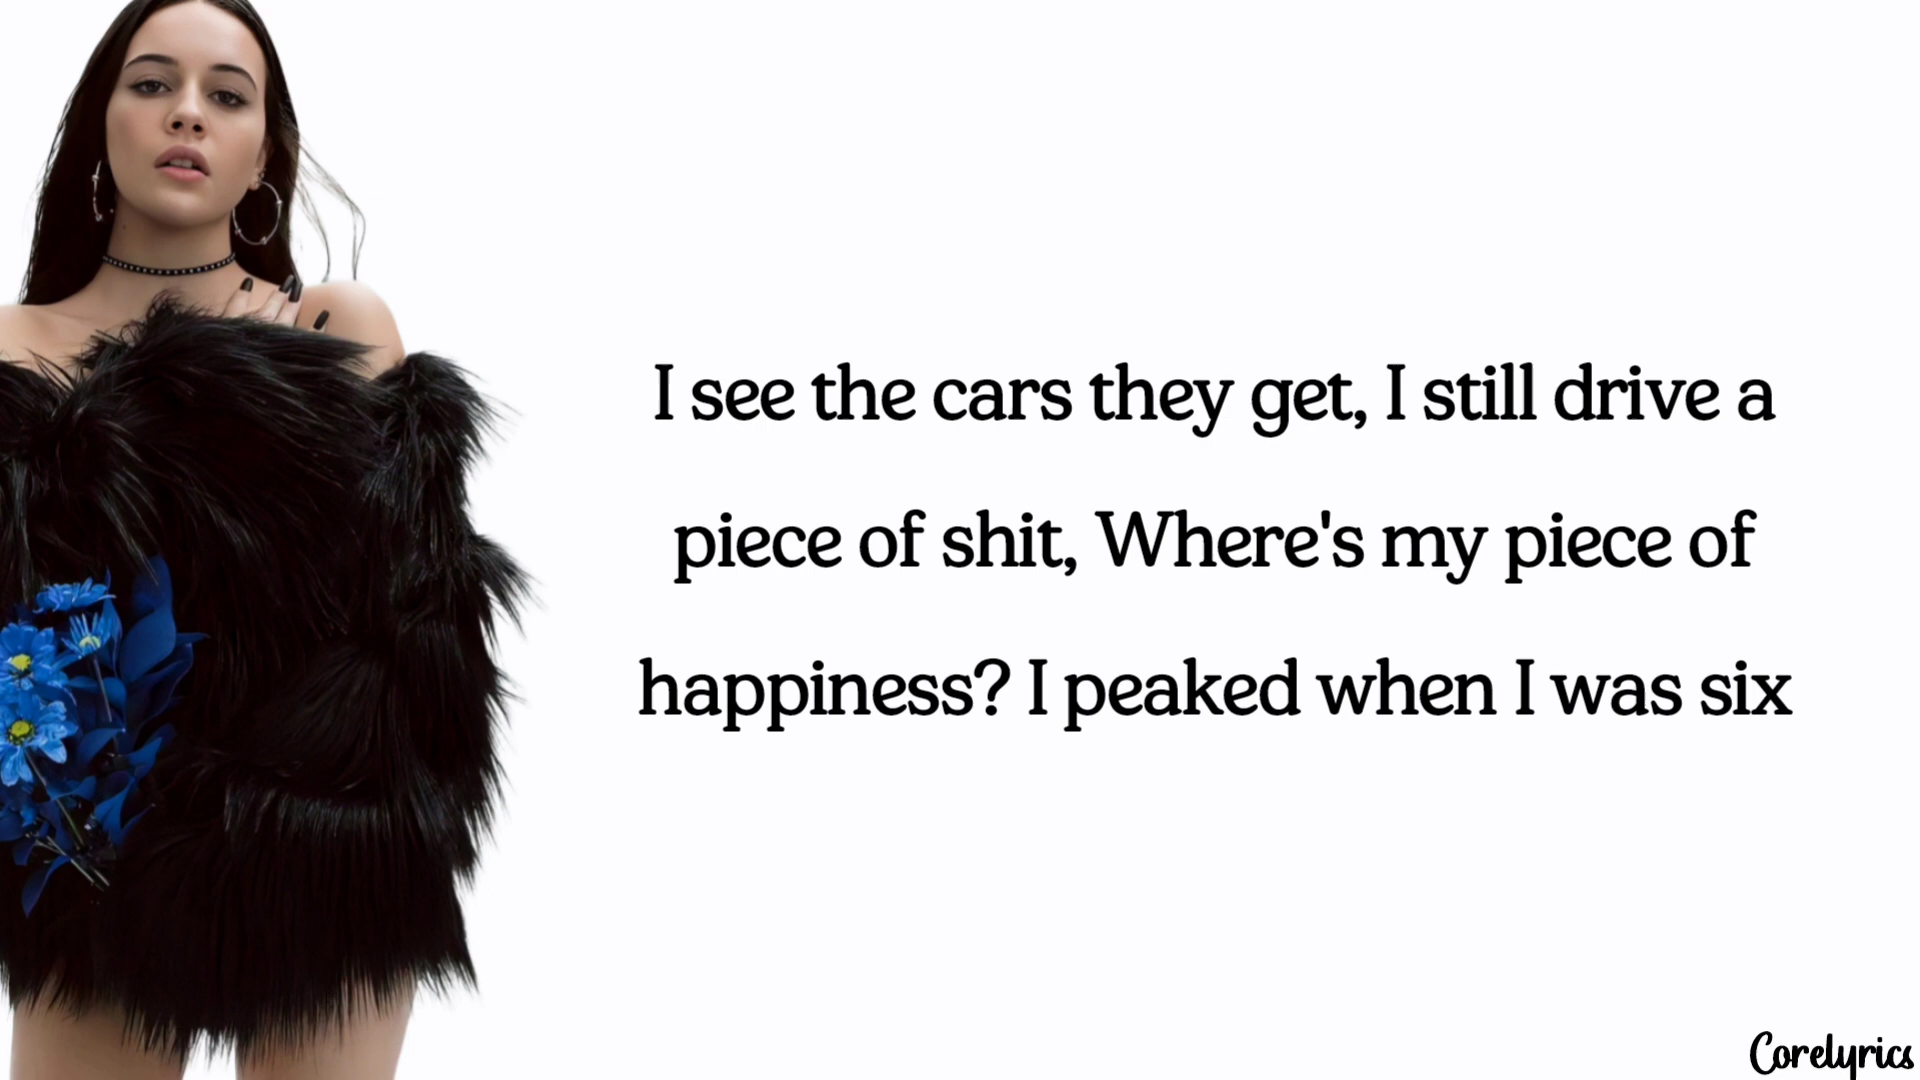 I see the cars they get, I still drive a
piece of shit, Where's my piece of
happiness? I peaked when I was six
Corelyrics